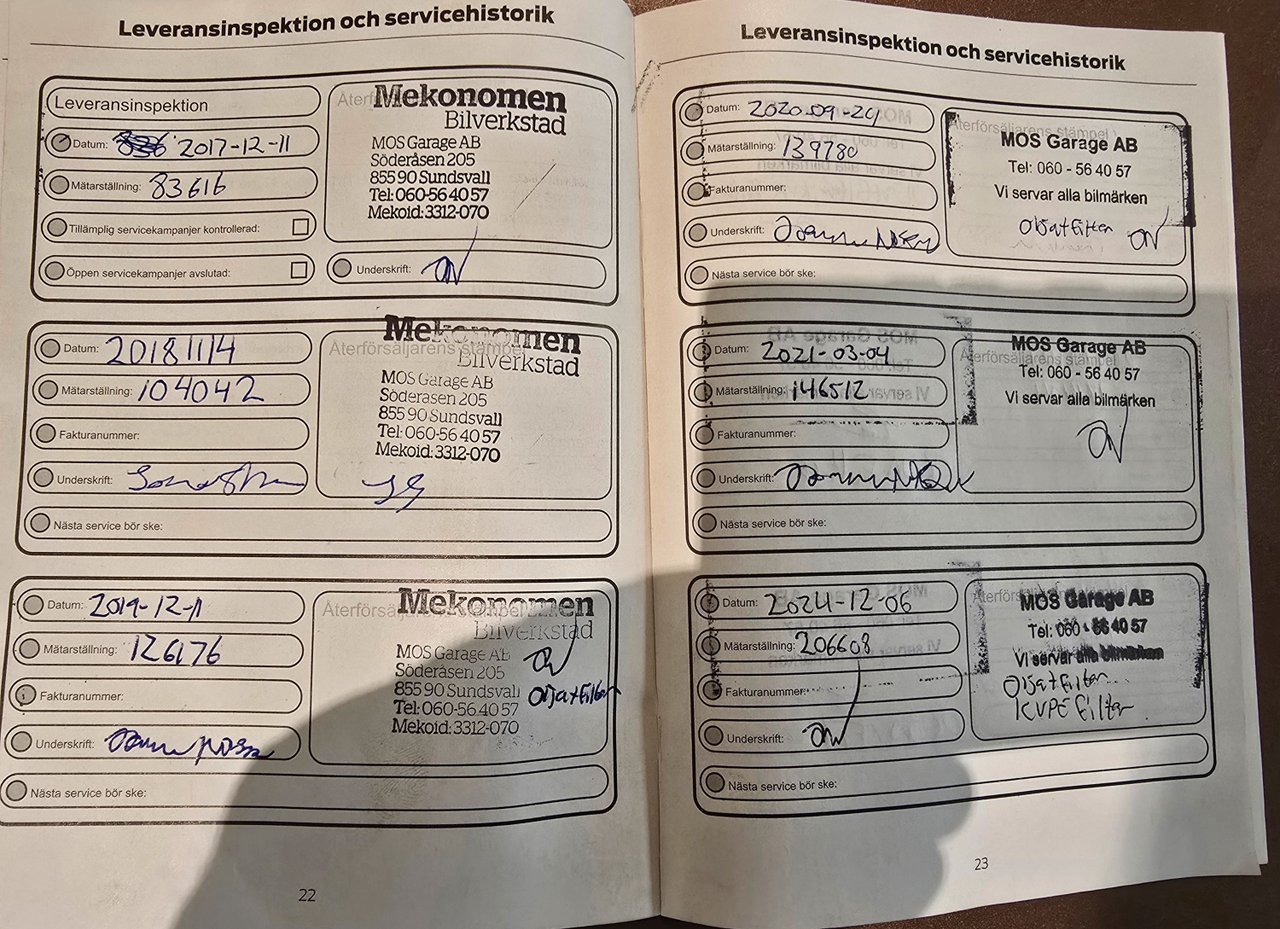 Leveransinspektion och servicehistorik
Leveransinspektion
Datum: 2017-12-11
Mätarställning: 83616
Tillämplig servicekampanjer kontrollerad:
Öppen servicekampanjer avslutad:
Mekonomen
Bilverkstad
MOS Garage AB
Söderåsen 205
855 90 Sundsvall
Tel: 060-56 40 57
Mekoid: 3312-070
Underskrift:
Datum: 20181114
Mätarställning: 104042
Fakturanummer:
Underskrift:
Återförsäljarens stämpel
Mekonomen
Bilverkstad
MOS Garage AB
Söderåsen 205
855 90 Sundsvall
Tel: 060-56 40 57
Mekoid: 3312-070
Nästa service bör ske:
Datum: 2019-12-11
Mätarställning: 126176
Fakturanummer:
Underskrift:
Mekonomen
Bilverkstad
MOS Garage AB
Söderåsen 205
855 90 Sundsvall
Tel: 060-56 40 57
Mekoid: 3312-070
Olja+filter
Nästa service bör ske:
22
Leveransinspektion och servicehistorik
Datum: 2020-09-24
Mätarställning: 139780
Fakturanummer:
Underskrift:
Återförsäljarens stämpel
MOS Garage AB
Tel: 060 - 56 40 57
Vi servar alla bilmärken
Olja+filter
Nästa service bör ske:
Datum: 2021-03-04
Mätarställning: 146512
Fakturanummer:
Underskrift:
Återförsäljarens stämpel
MOS Garage AB
Tel: 060 - 56 40 57
Vi servar alla bilmärken
Nästa service bör ske:
Datum: 2024-12-06
Mätarställning: 206608
Fakturanummer:
Underskrift:
MOS Garage AB
Tel: 060 - 56 40 57
Vi servar alla bilmärken
Olja+filter
KUPEfilter
Nästa service bör ske:
23